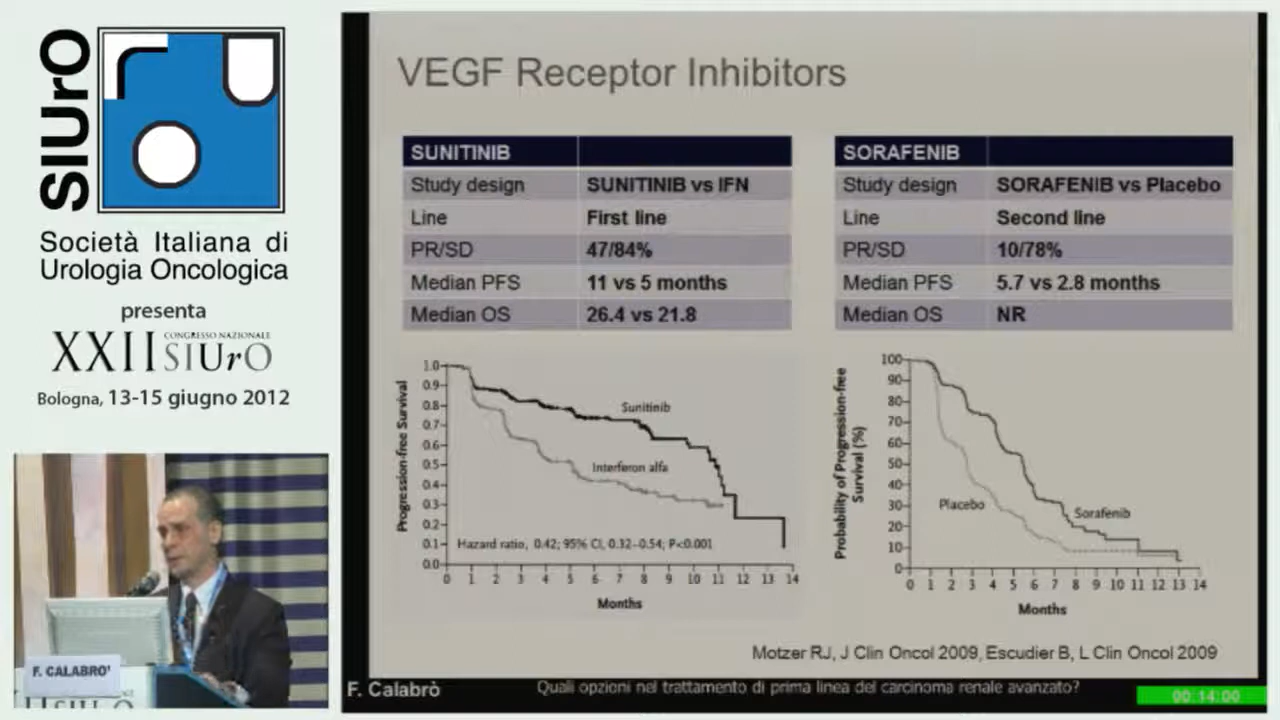 SIUrO
Società Italiana di
Urologia Oncologica
presenta
XXII CONGRESSO NAZIONALE
SIUrO
Bologna, 13-15 giugno 2012
F. CALABRO'
VEGF Receptor Inhibitors
SUNITINIB
Study design SUNITINIB vs IFN
Line First line
PR/SD 47/84%
Median PFS 11 vs 5 months
Median OS 26.4 vs 21.8
SORAFENIB
Study design SORAFENIB vs Placebo
Line Second line
PR/SD 10/78%
Median PFS 5.7 vs 2.8 months
Median OS NR
Progression-free Survival
1.0
0.9
0.8
0.7
0.6
0.5
0.4
0.3
0.2
0.1
0.0
Sunitinib
Interferon alfa
Hazard ratio, 0.42; 95% CI, 0.32–0.54; P<0.001
0 1 2 3 4 5 6 7 8 9 10 11 12 13 14
Months
Probability of Progression-free
Survival (%)
100
90
80
70
60
50
40
30
20
10
0
Placebo
Sorafenib
0 1 2 3 4 5 6 7 8 9 10 11 12 13 14
Months
Motzer RJ, J Clin Oncol 2009, Escudier B, L Clin Oncol 2009
F. Calabrò
Quali opzioni nel trattamento di prima linea del carcinoma renale avanzato?
00:14:00